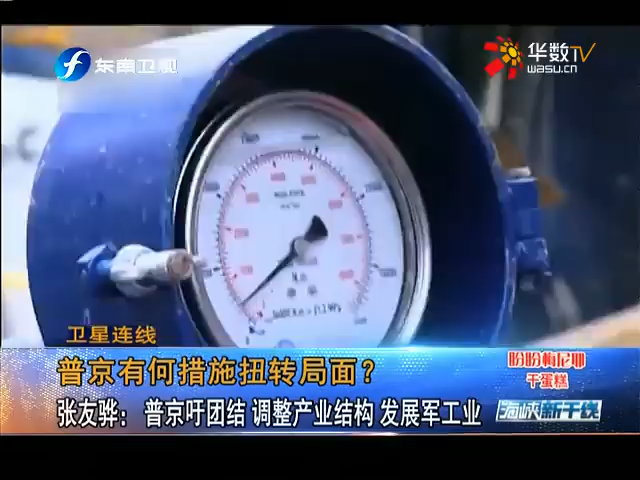 东南卫视
华数TV
wasu.cn
卫星连线
普京有何措施扭转局面？
张友骅：普京吁团结 调整产业结构 发展军工业
盼盼梅尼耶
干蛋糕
海峡新干线